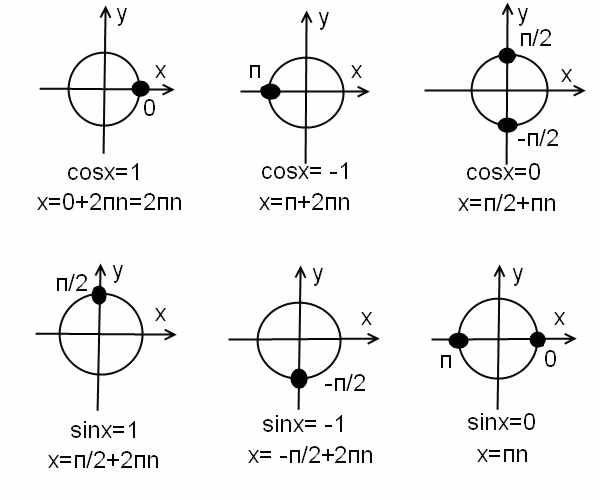 y
x
0
cosx=1
x=0+2пn=2пn
y
п
x
cosx= -1
x=п+2пn
y
п/2
x
-п/2
cosx=0
x=п/2+пn
y
п/2
x
sinx=1
x=п/2+2пn
y
x
-п/2
sinx= -1
x= -п/2+2пn
y
x
п
0
sinx=0
x=пn